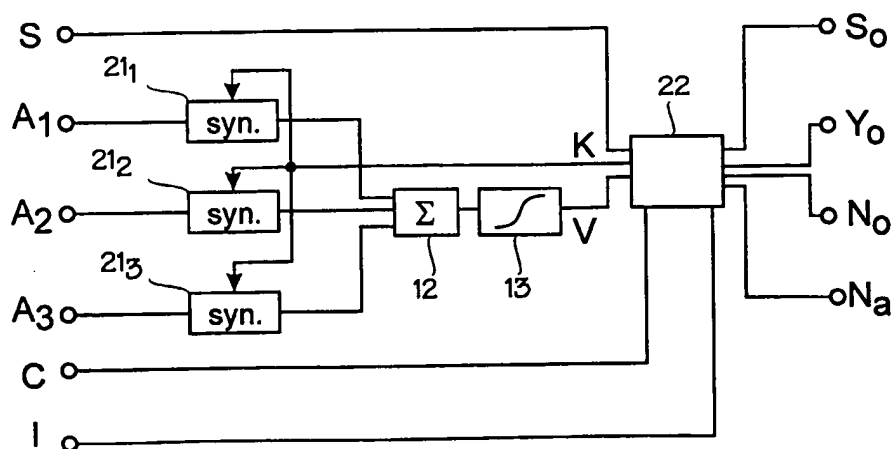 S
S₀
21₁
22
A₁
syn.
Y₀
K
21₂
A₂
syn.
Σ
V
N₀
12
13
21₃
A₃
syn.
Nₐ
C
I